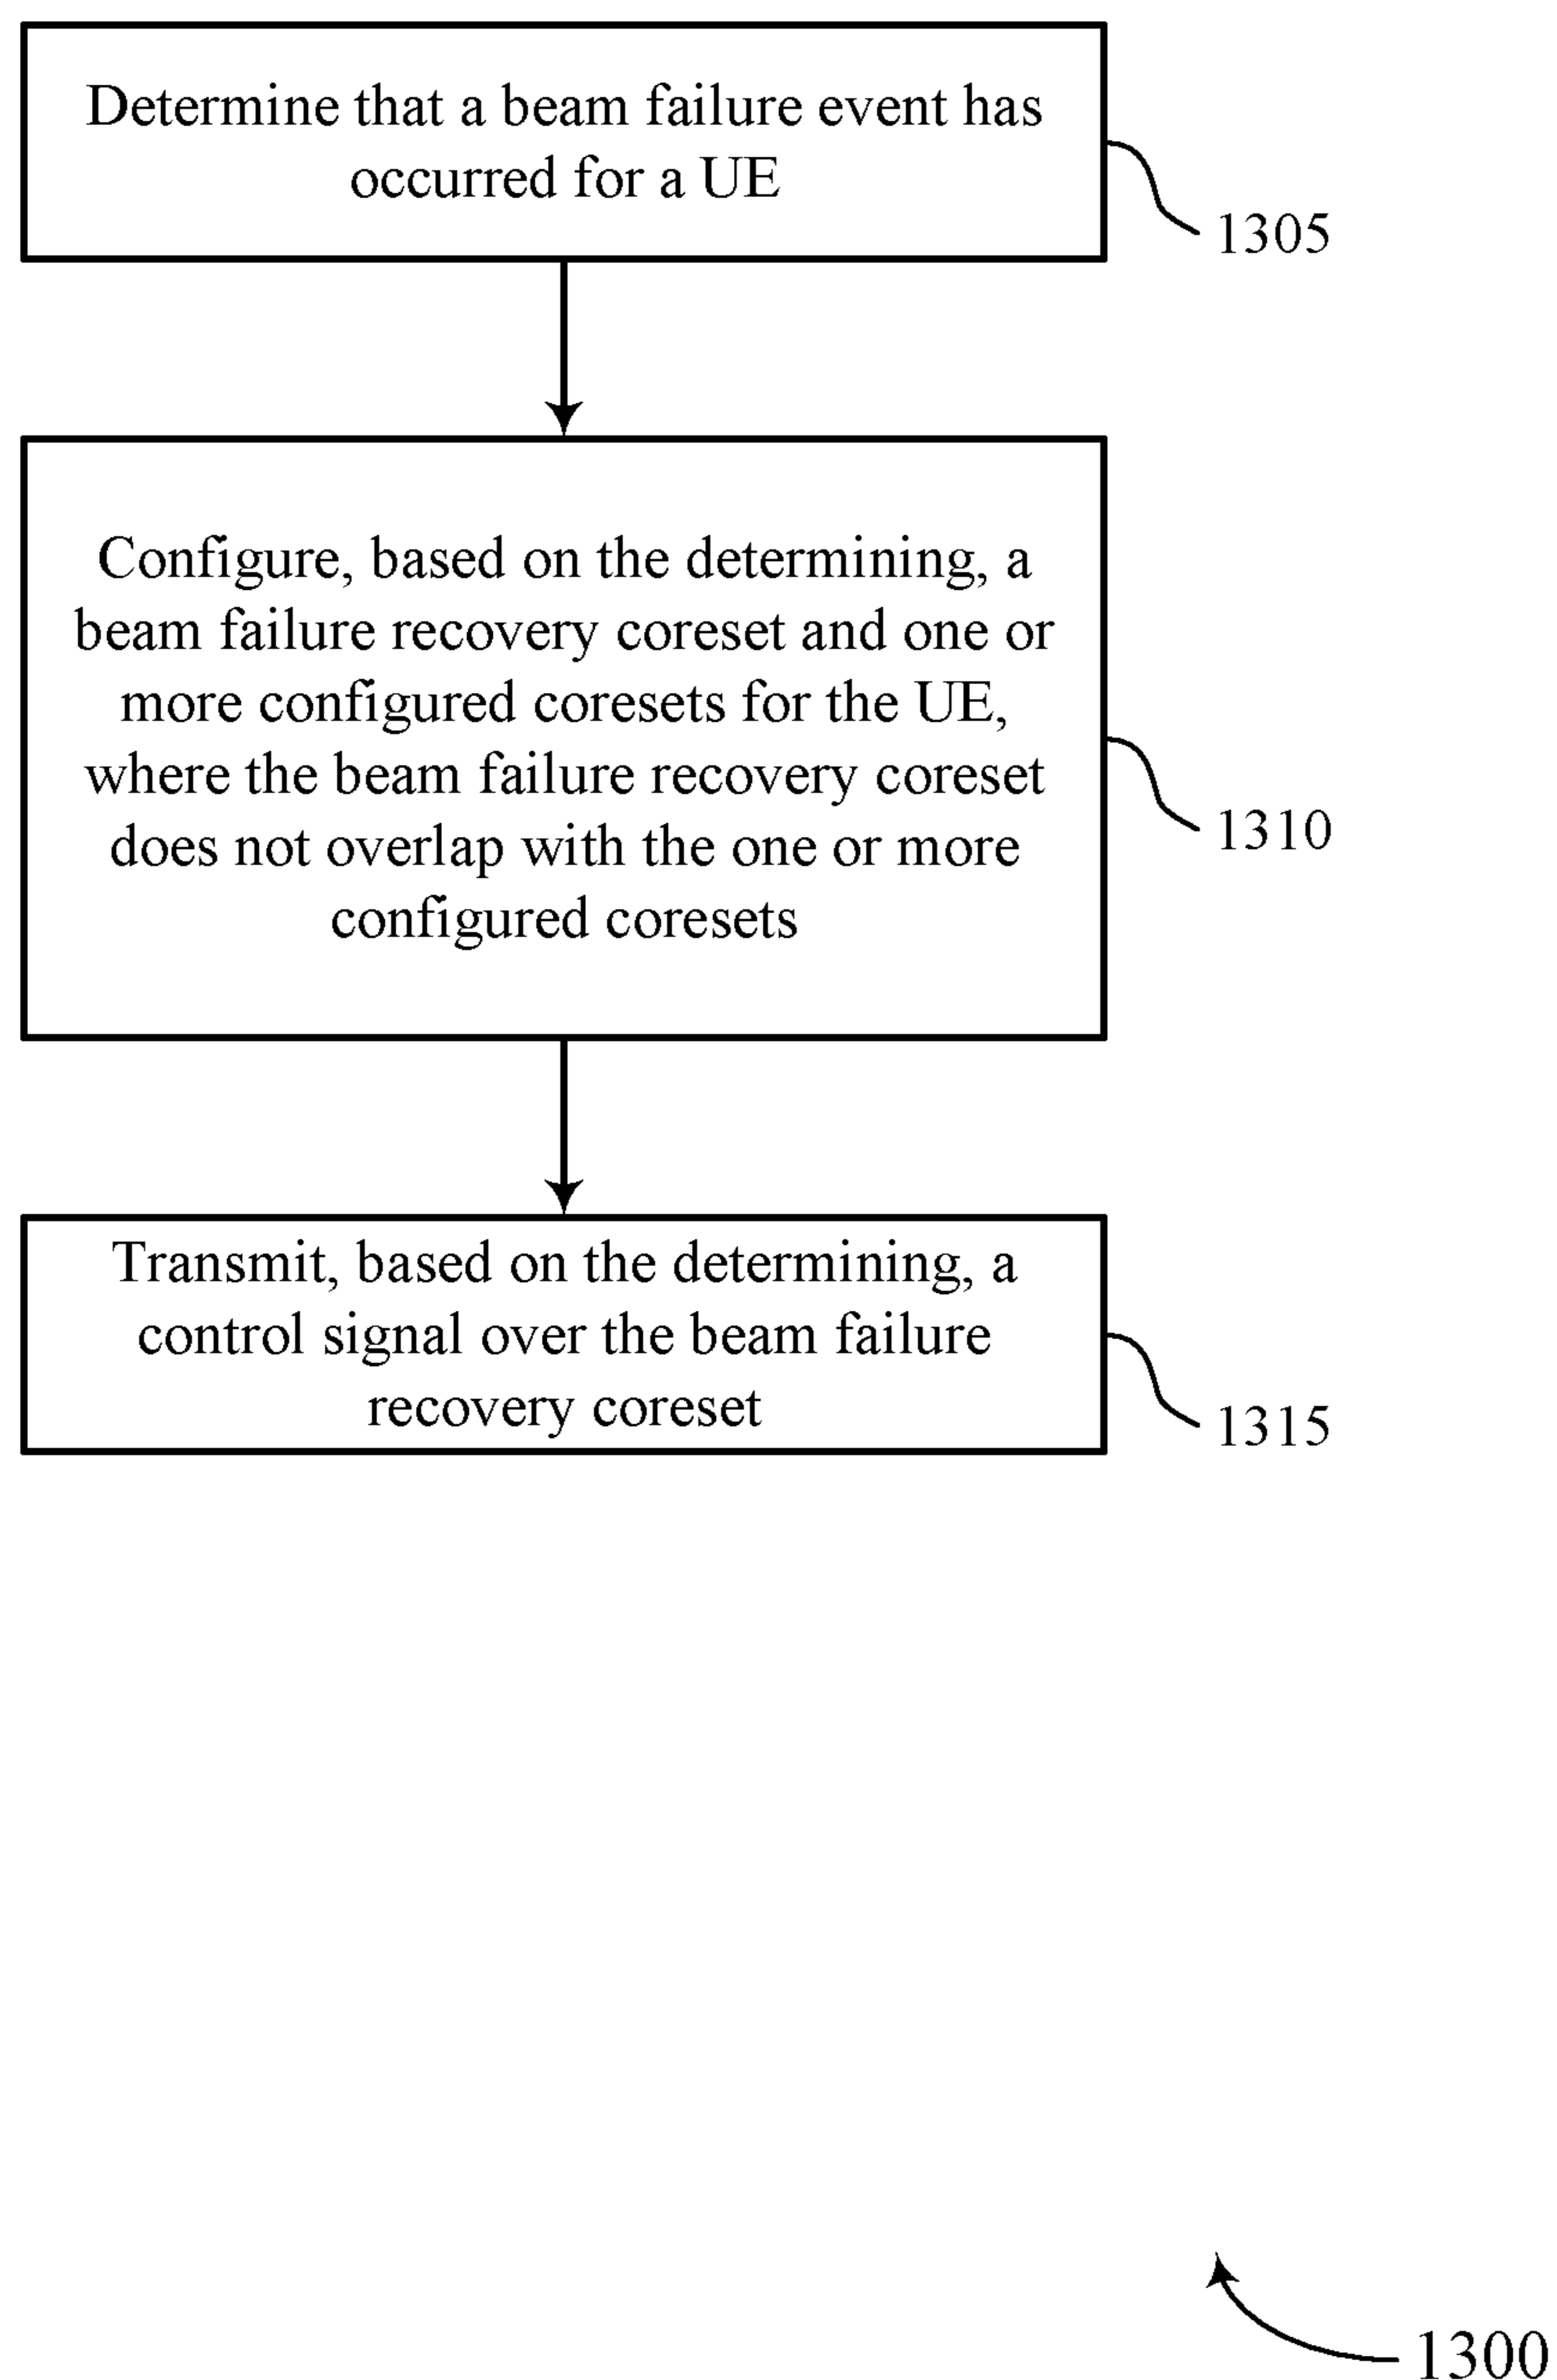 Determine that a beam failure event has
occurred for a UE
1305
Configure, based on the determining, a
beam failure recovery coreset and one or
more configured coresets for the UE,
where the beam failure recovery coreset
does not overlap with the one or more
configured coresets
1310
Transmit, based on the determining, a
control signal over the beam failure
recovery coreset
1315
1300